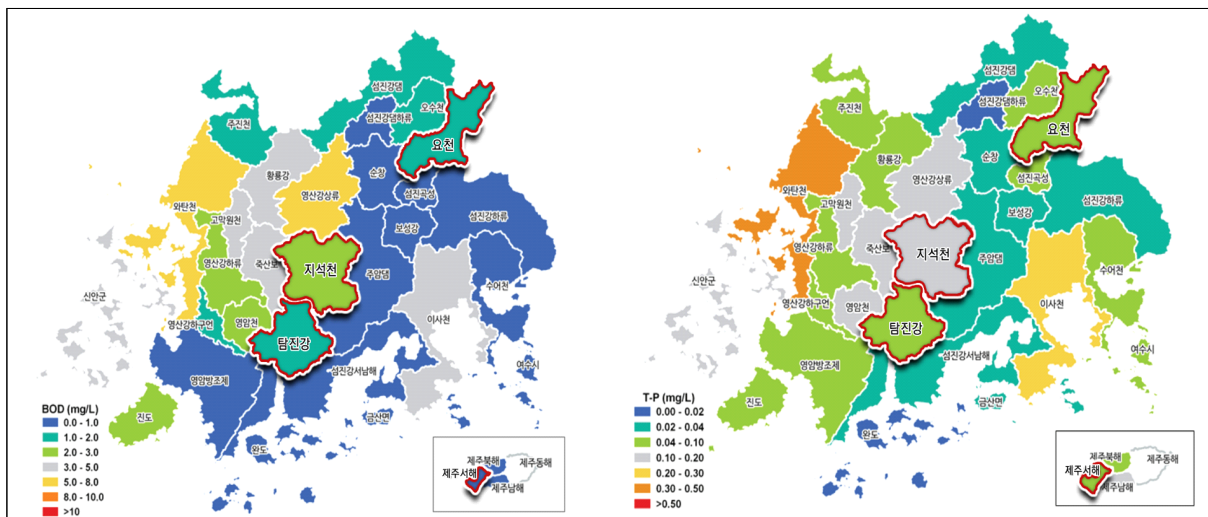 섬진강댐
오수천
섬진강댐하류
요천
주진천
황룡강
순창
영산강상류
섬진곡성
와탄천
고막원천
보성강
섬진강하류
영산강하류
죽산보
지석천
주암댐
수어천
신안군
영산강하구언
영암천
이사천
탐진강
섬진강서남해
여수시
영암방조제
진도
금산면
완도
BOD (mg/L)
0.0 - 1.0
1.0 - 2.0
2.0 - 3.0
3.0 - 5.0
5.0 - 8.0
8.0 - 10.0
>10
제주북해
제주동해
제주서해
제주남해
섬진강댐
오수천
섬진강댐하류
요천
주진천
황룡강
순창
영산강상류
섬진곡성
와탄천
고막원천
보성강
섬진강하류
영산강하류
죽산보
지석천
주암댐
수어천
신안군
영산강하구언
영암천
이사천
탐진강
섬진강서남해
여수시
영암방조제
진도
금산면
완도
T-P (mg/L)
0.00 - 0.02
0.02 - 0.04
0.04 - 0.10
0.10 - 0.20
0.20 - 0.30
0.30 - 0.50
>0.50
제주북해
제주동해
제주서해
제주남해